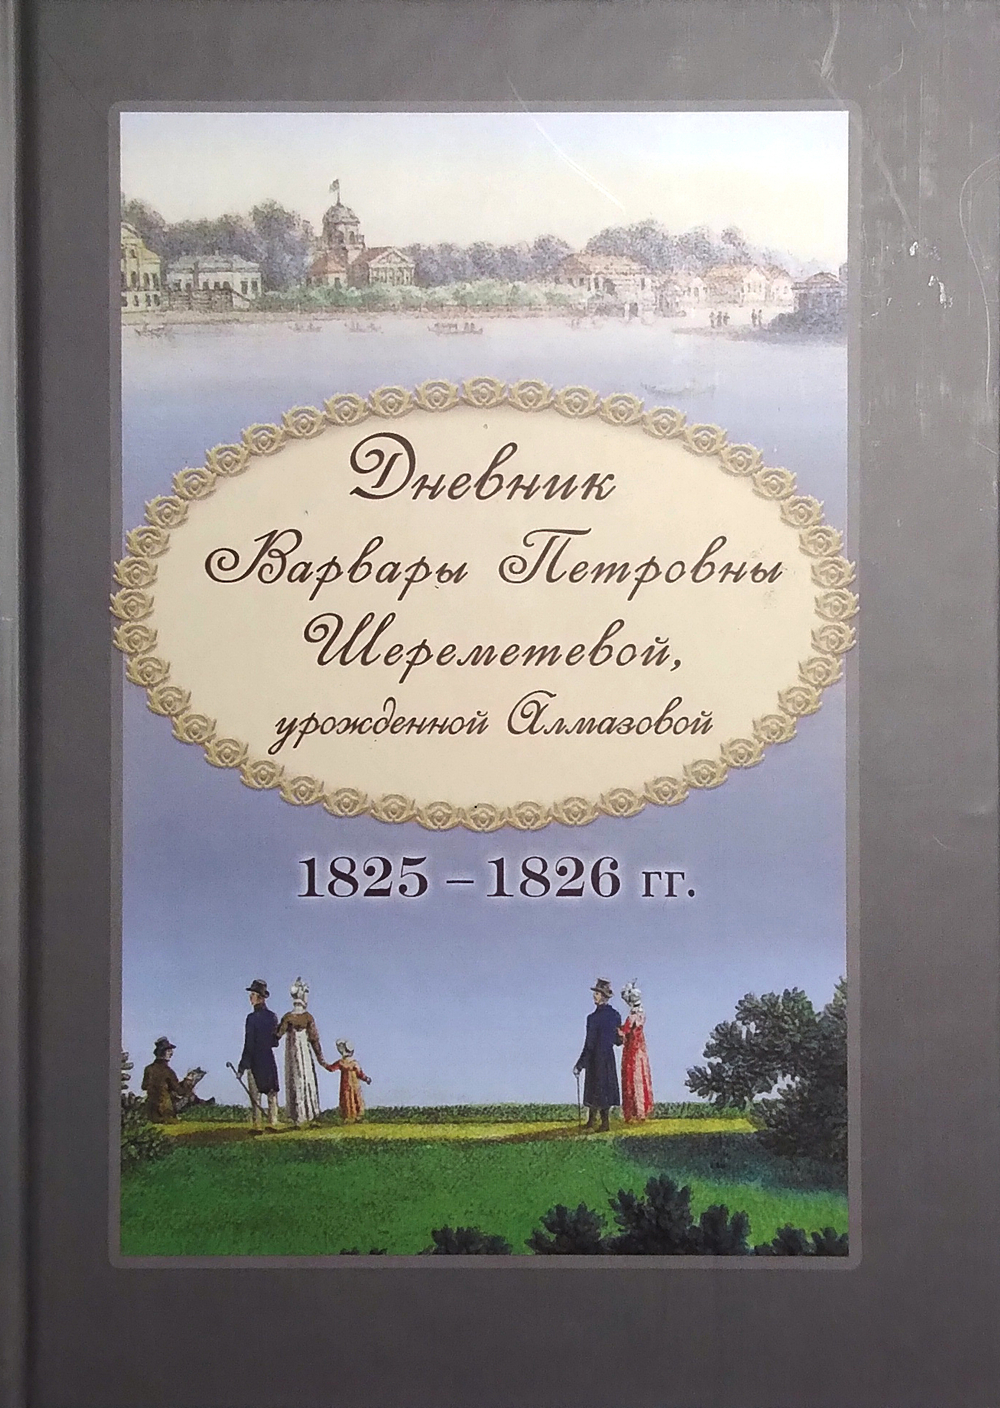 Дневник
Варвары Петровны
Шереметевой,
урожденной Алмазовой
1825 – 1826 гг.